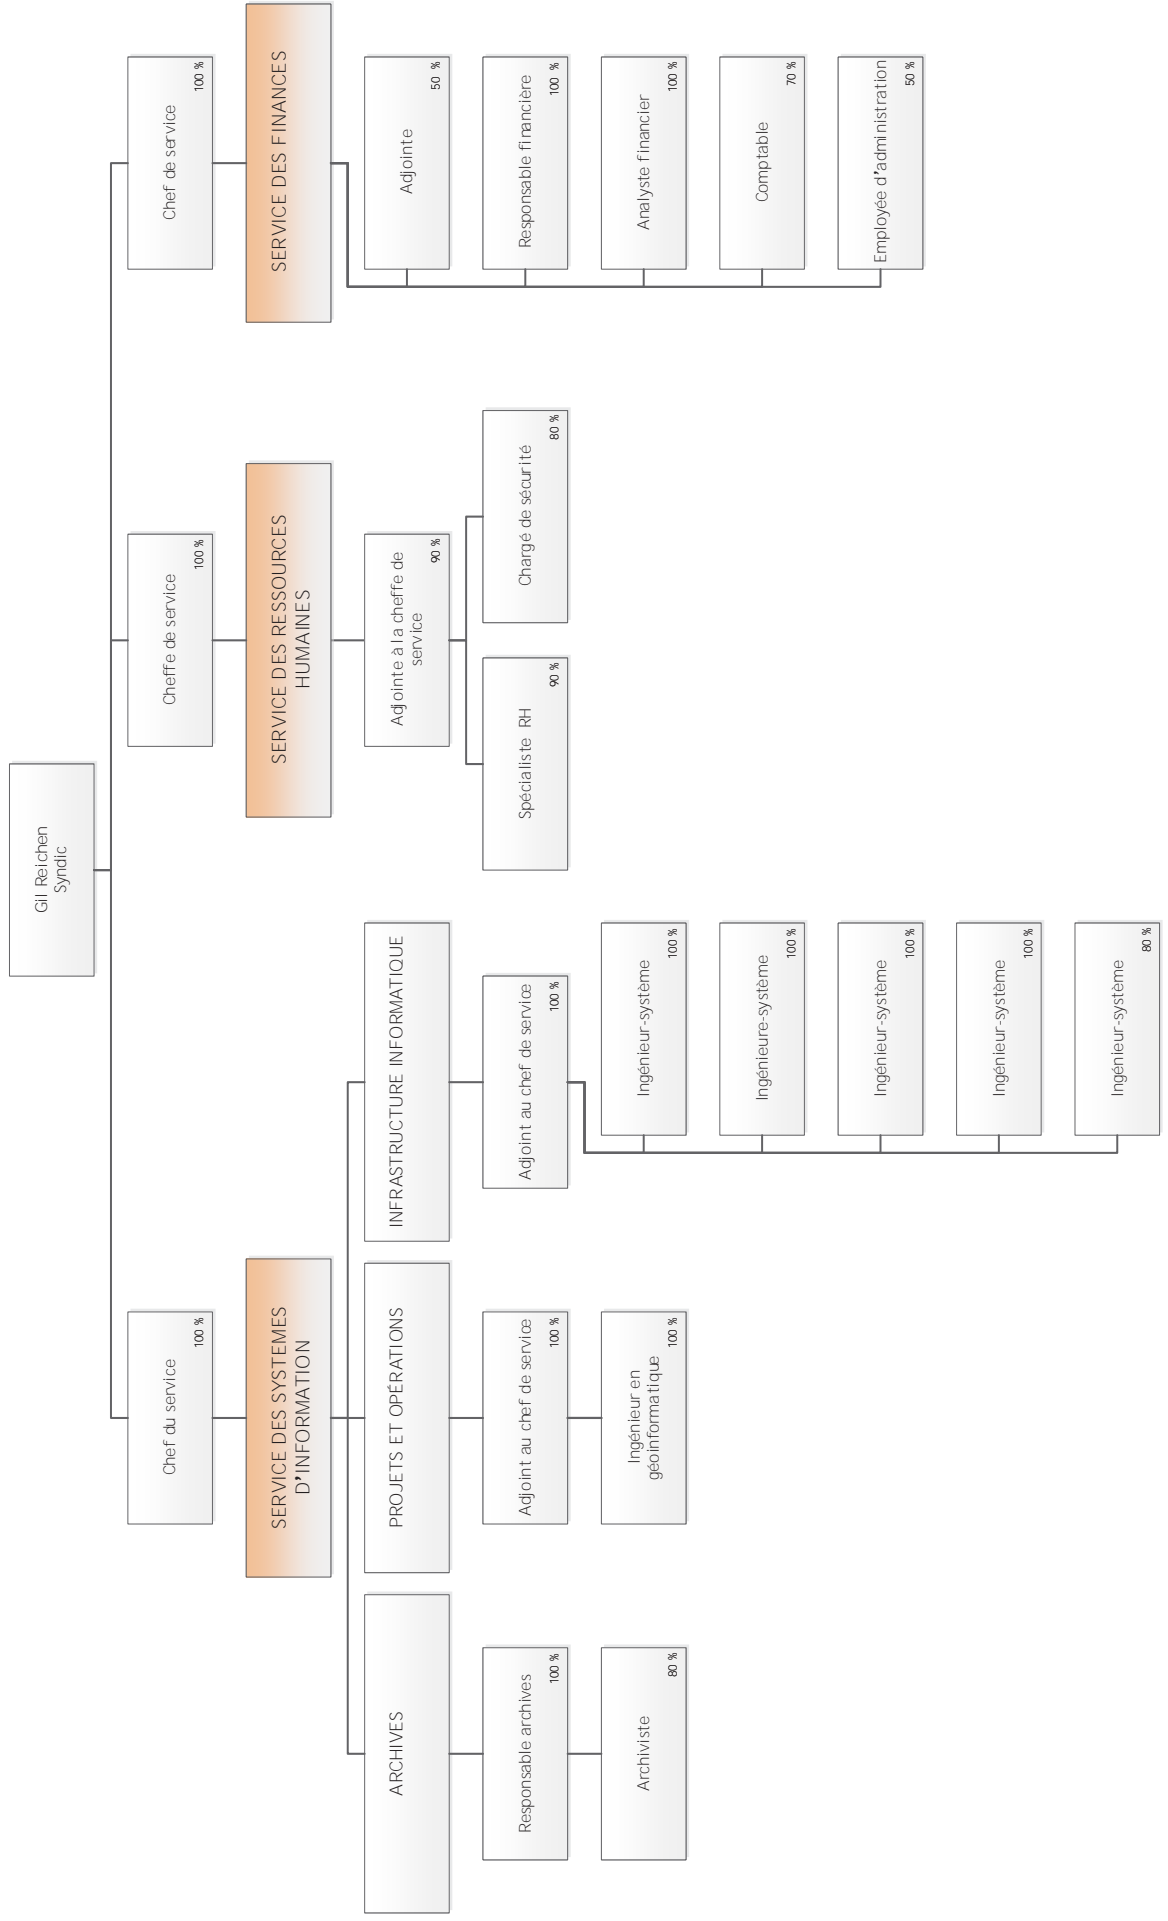 Gil Reichen
Syndic
Chef du service
100 %
SERVICE DES SYSTEMES
D'INFORMATION
ARCHIVES
Responsable archives
100 %
Archiviste
80 %
PROJETS ET OPÉRATIONS
Adjoint au chef de service
100 %
Ingénieur en
géoinformatique
100 %
INFRASTRUCTURE INFORMATIQUE
Adjoint au chef de service
100 %
Ingénieur-système
100 %
Ingénieure-système
100 %
Ingénieur-système
100 %
Ingénieur-système
100 %
Ingénieur-système
80 %
Cheffe de service
100 %
SERVICE DES RESSOURCES
HUMAINES
Adjointe à la cheffe de
service
90 %
Spécialiste RH
90 %
Chargé de sécurité
80 %
Chef de service
100 %
SERVICE DES FINANCES
Adjointe
50 %
Responsable financière
100 %
Analyste financier
100 %
Comptable
70 %
Employée d'administration
50 %